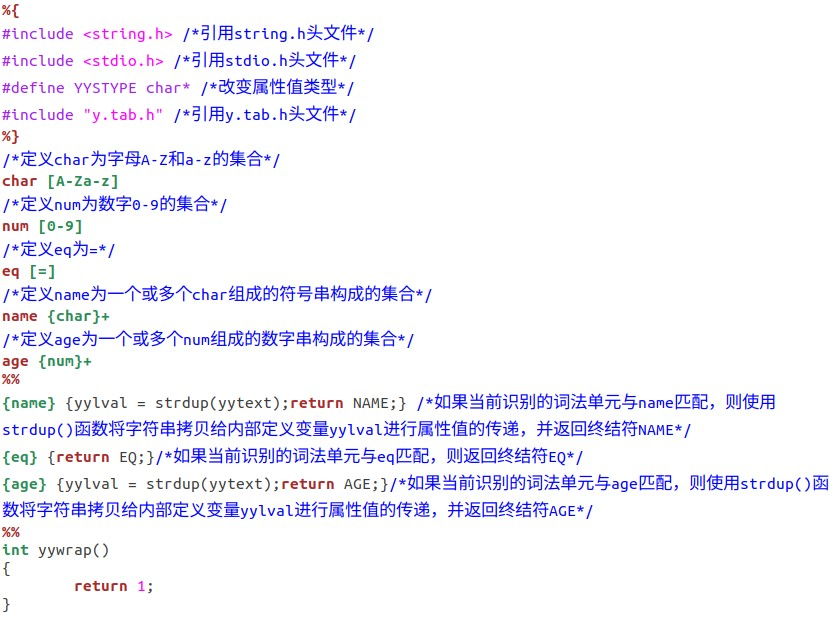 %{
#include <string.h> /*引用string.h头文件*/
#include <stdio.h> /*引用stdio.h头文件*/
#define YYSTYPE char* /*改变属性值类型*/
#include "y.tab.h" /*引用y.tab.h头文件*/
%}
/*定义char为字母A-Z和a-z的集合*/
char [A-Za-z]
/*定义num为数字0-9的集合*/
num [0-9]
/*定义eq为=*/
eq [=]
/*定义name为一个或多个char组成的符号串构成的集合*/
name {char}+
/*定义age为一个或多个num组成的数字串构成的集合*/
age {num}+
%%
{name} {yylval = strdup(yytext);return NAME;} /*如果当前识别的词法单元与name匹配，则使用
strdup()函数将字符串拷贝给内部定义变量yylval进行属性值的传递，并返回终结符NAME*/
{eq} {return EQ;}/*如果当前识别的词法单元与eq匹配，则返回终结符EQ*/
{age} {yylval = strdup(yytext);return AGE;}/*如果当前识别的词法单元与age匹配，则使用strdup()函
数将字符串拷贝给内部定义变量yylval进行属性值的传递，并返回终结符AGE*/
%%
int yywrap()
{
        return 1;
}